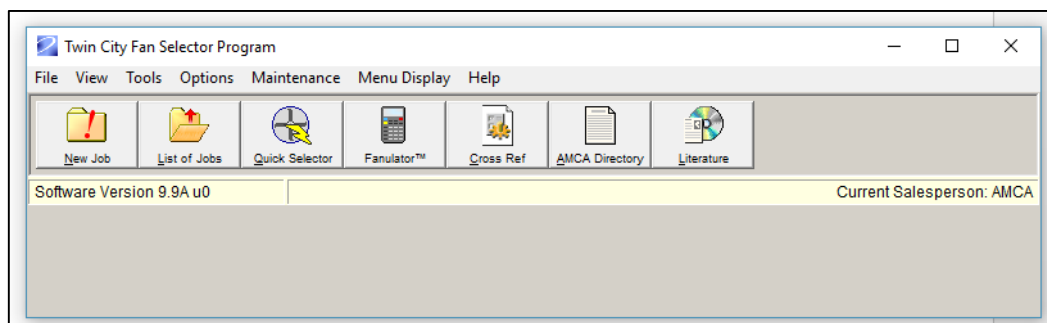 Twin City Fan Selector Program
File View Tools Options Maintenance Menu Display Help
New Job List of Jobs Quick Selector Fanulator™ Cross Ref AMCA Directory Literature
Software Version 9.9A u0 Current Salesperson: AMCA